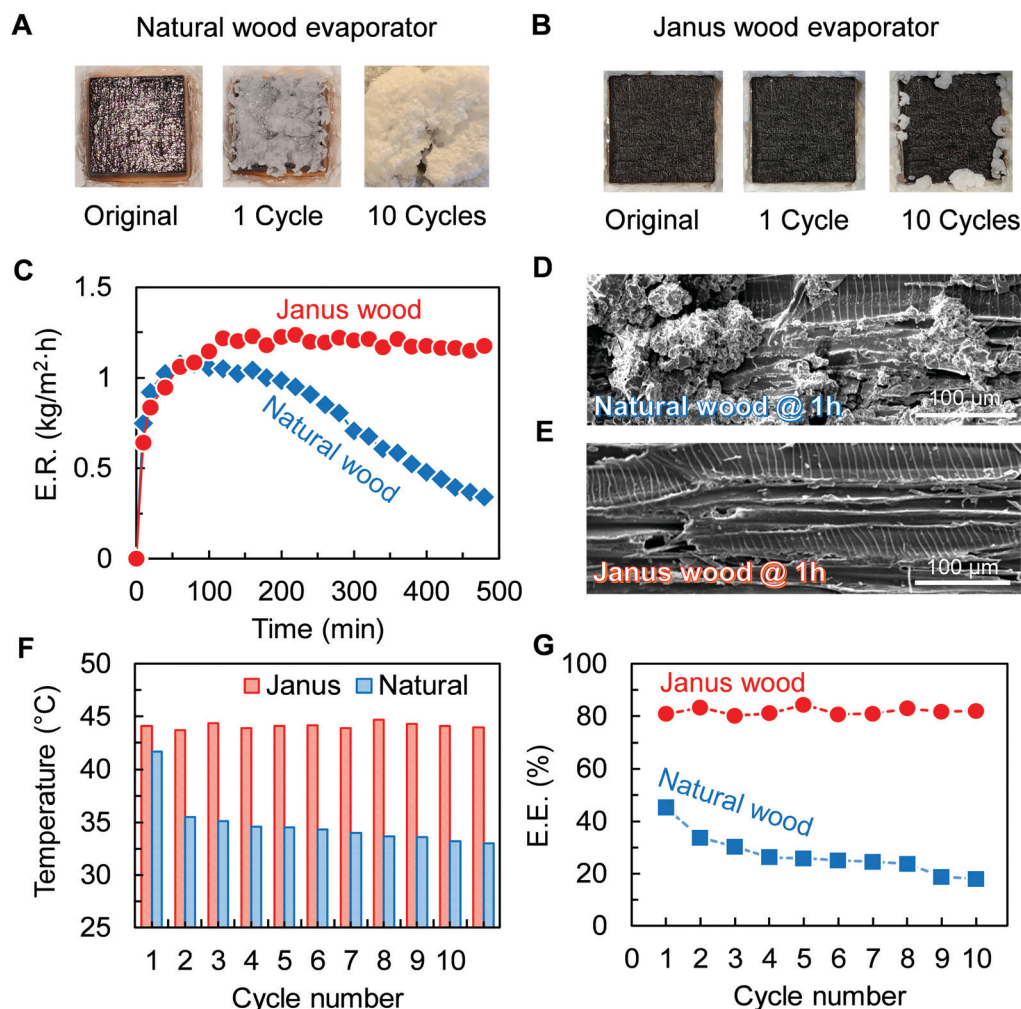 A
Natural wood evaporator
Original
1 Cycle
10 Cycles
B
Janus wood evaporator
Original
1 Cycle
10 Cycles
C
E.R. (kg/m²·h)
1.5
1
0.5
0
Janus wood
Natural wood
0
100
200
300
400
500
Time (min)
D
Natural wood @ 1h
100 μm
E
Janus wood @ 1h
100 μm
F
Temperature (°C)
50
45
40
35
30
25
Janus
Natural
1
2
3
4
5
6
7
8
9
10
Cycle number
G
E.E. (%)
100
80
60
40
20
0
Janus wood
Natural wood
0
1
2
3
4
5
6
7
8
9
10
Cycle number